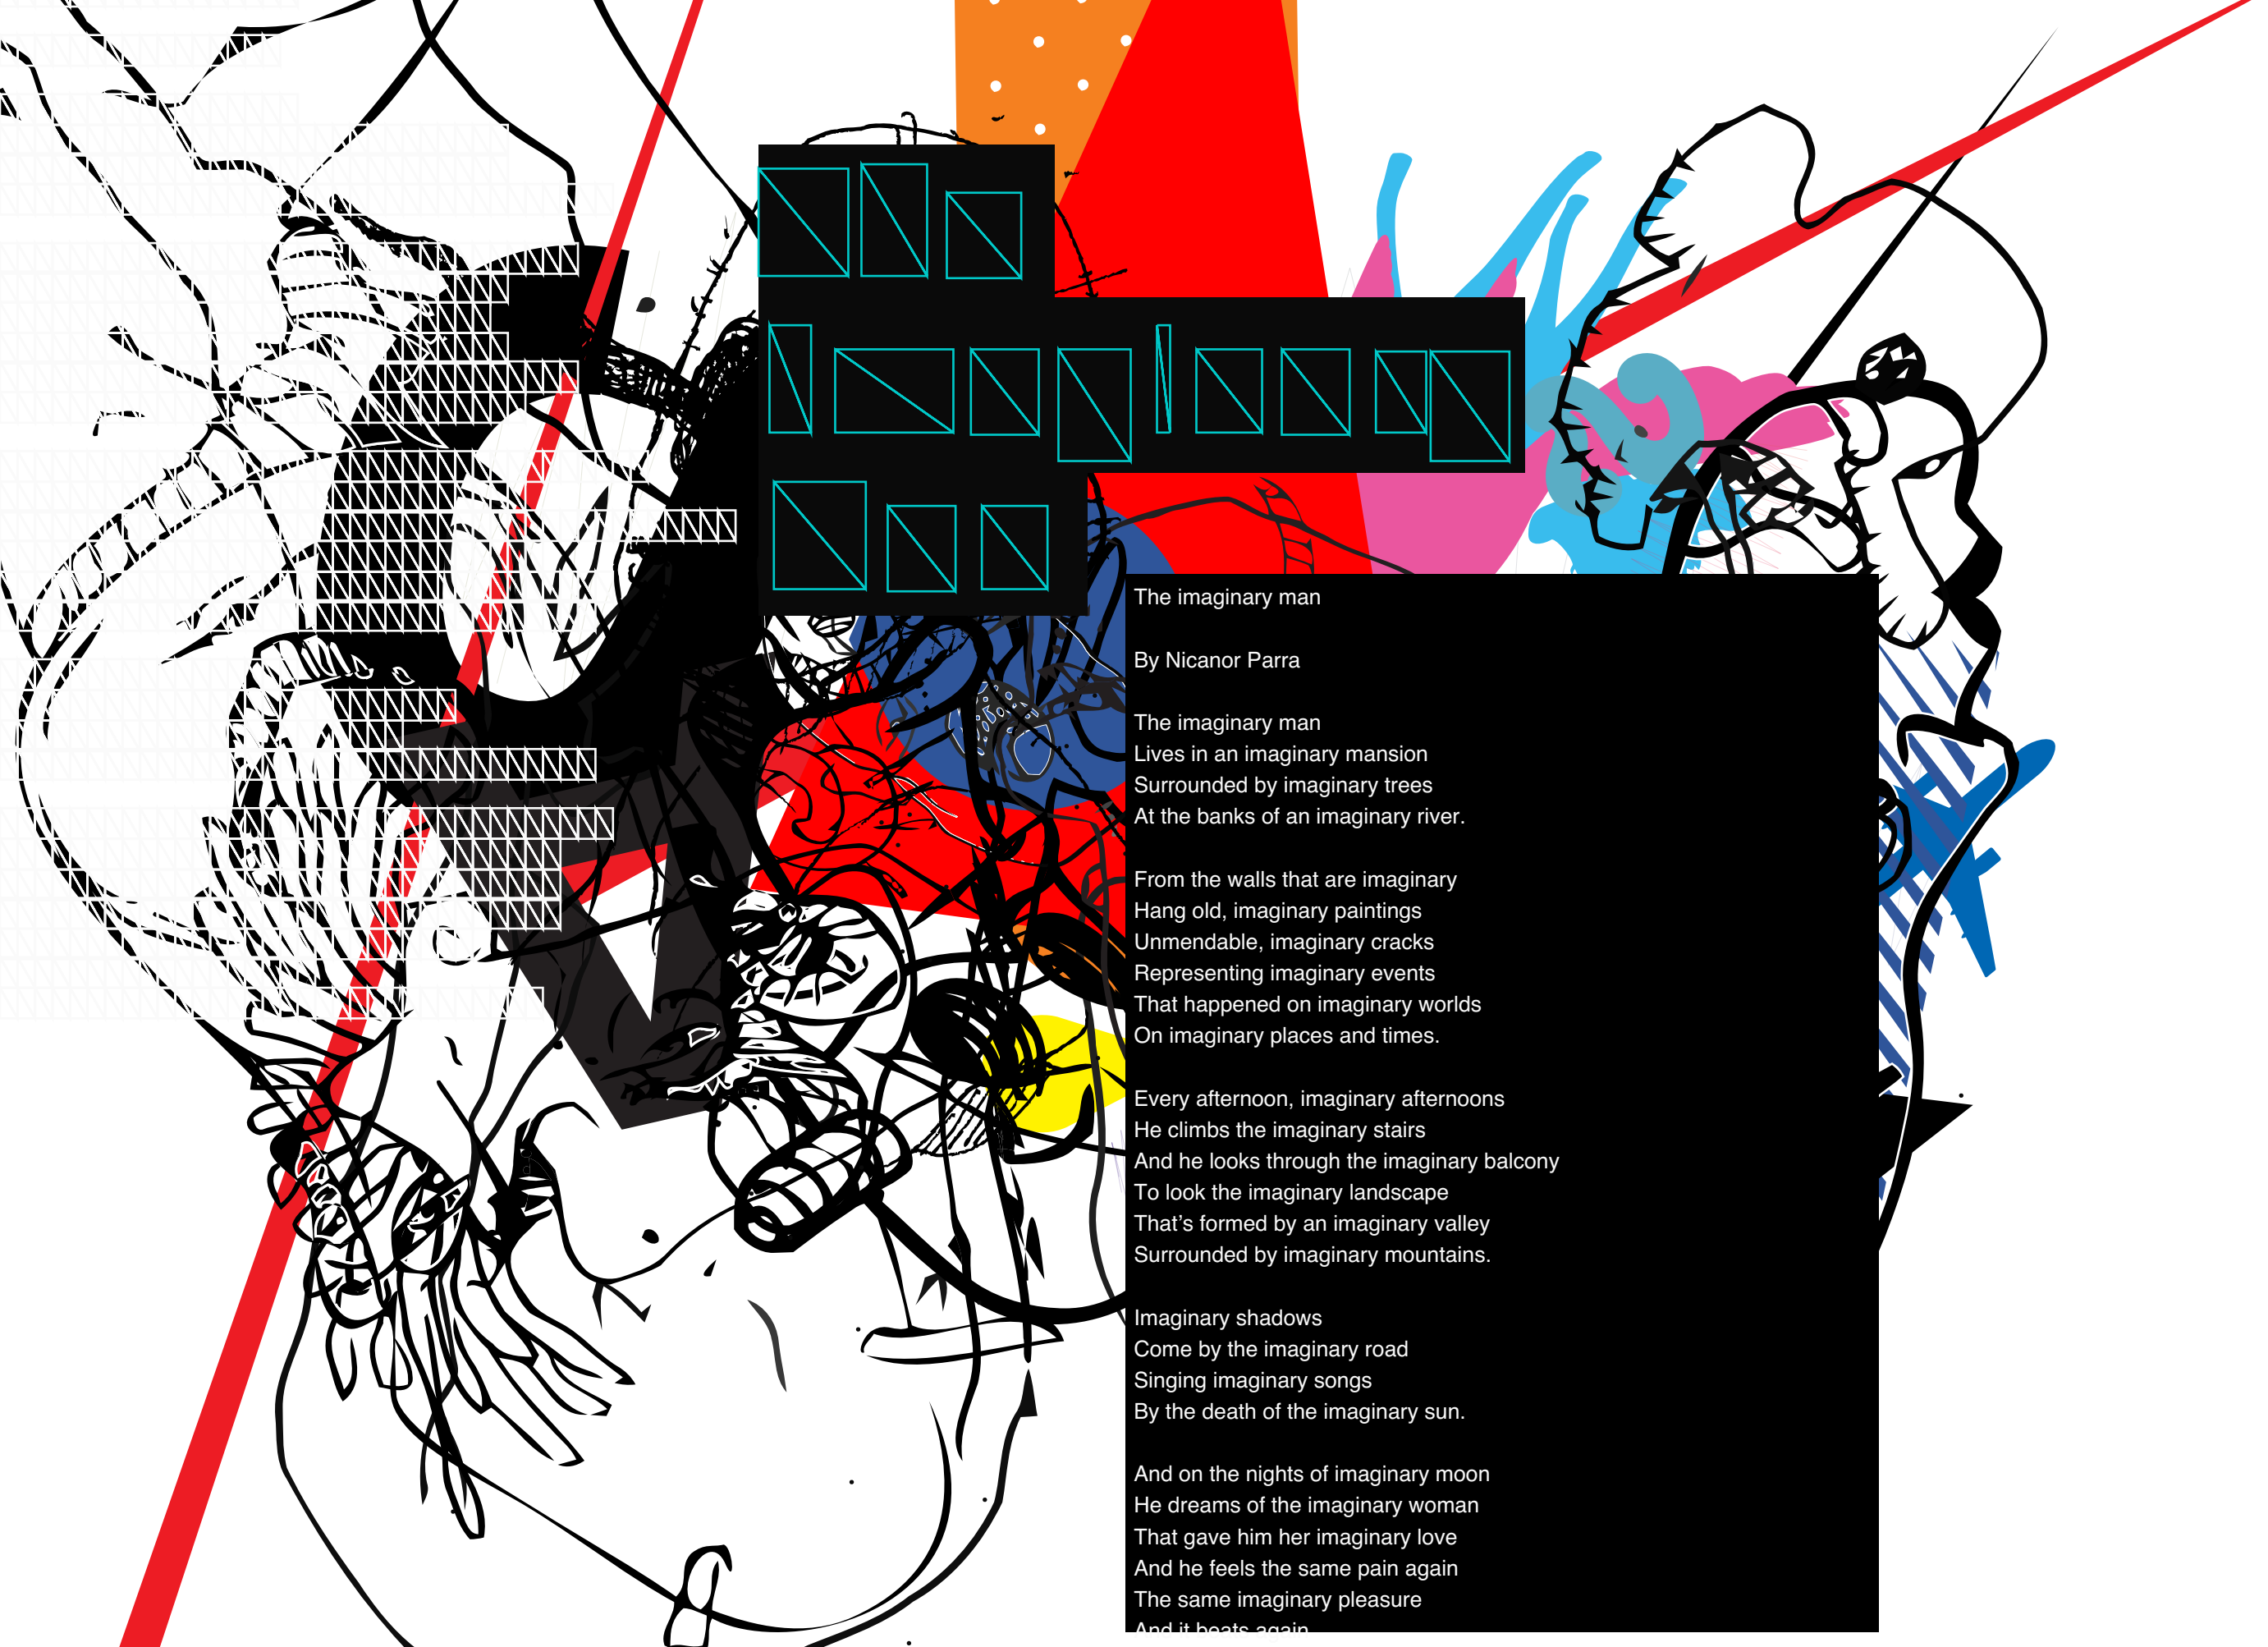 The imaginary man
By Nicanor Parra
The imaginary man
Lives in an imaginary mansion
Surrounded by imaginary trees
At the banks of an imaginary river.
From the walls that are imaginary
Hang old, imaginary paintings
Unmendable, imaginary cracks
Representing imaginary events
That happened on imaginary worlds
On imaginary places and times.
Every afternoon, imaginary afternoons
He climbs the imaginary stairs
And he looks through the imaginary balcony
To look the imaginary landscape
That’s formed by an imaginary valley
Surrounded by imaginary mountains.
Imaginary shadows
Come by the imaginary road
Singing imaginary songs
By the death of the imaginary sun.
And on the nights of imaginary moon
He dreams of the imaginary woman
That gave him her imaginary love
And he feels the same pain again
The same imaginary pleasure
And it beats again